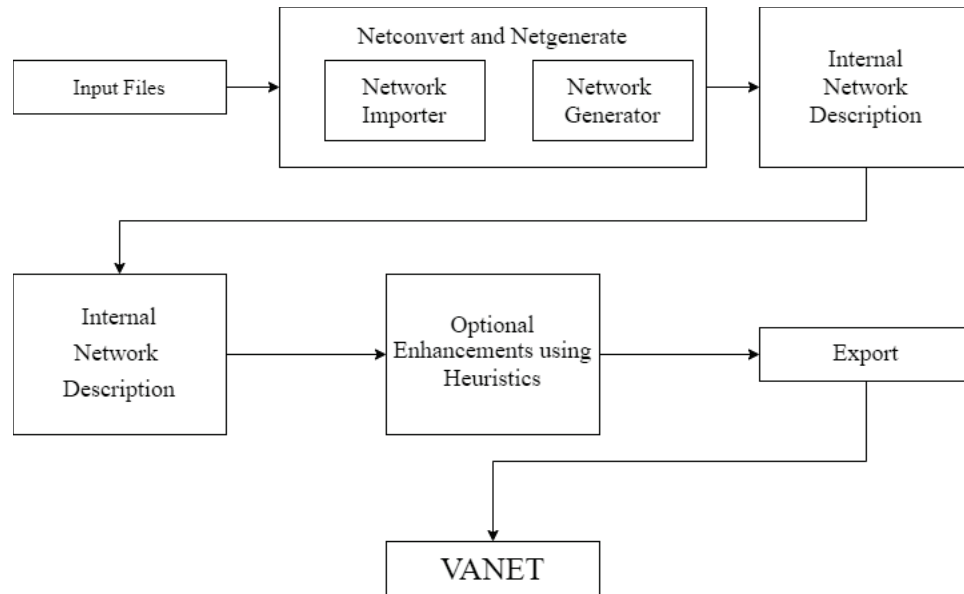 Netconvert and Netgenerate
Input Files
Network
Importer
Network
Generator
Internal
Network
Description
Internal
Network
Description
Optional
Enhancements using
Heuristics
Export
VANET